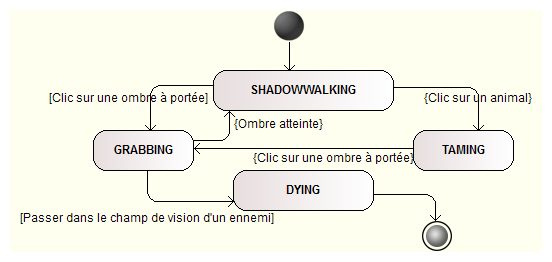 SHADOWWALKING
[Clic sur une ombre à portée]
{Clic sur un animal}
{Ombre atteinte}
GRABBING
TAMING
{Clic sur une ombre à portée}
DYING
[Passer dans le champ de vision d'un ennemi]